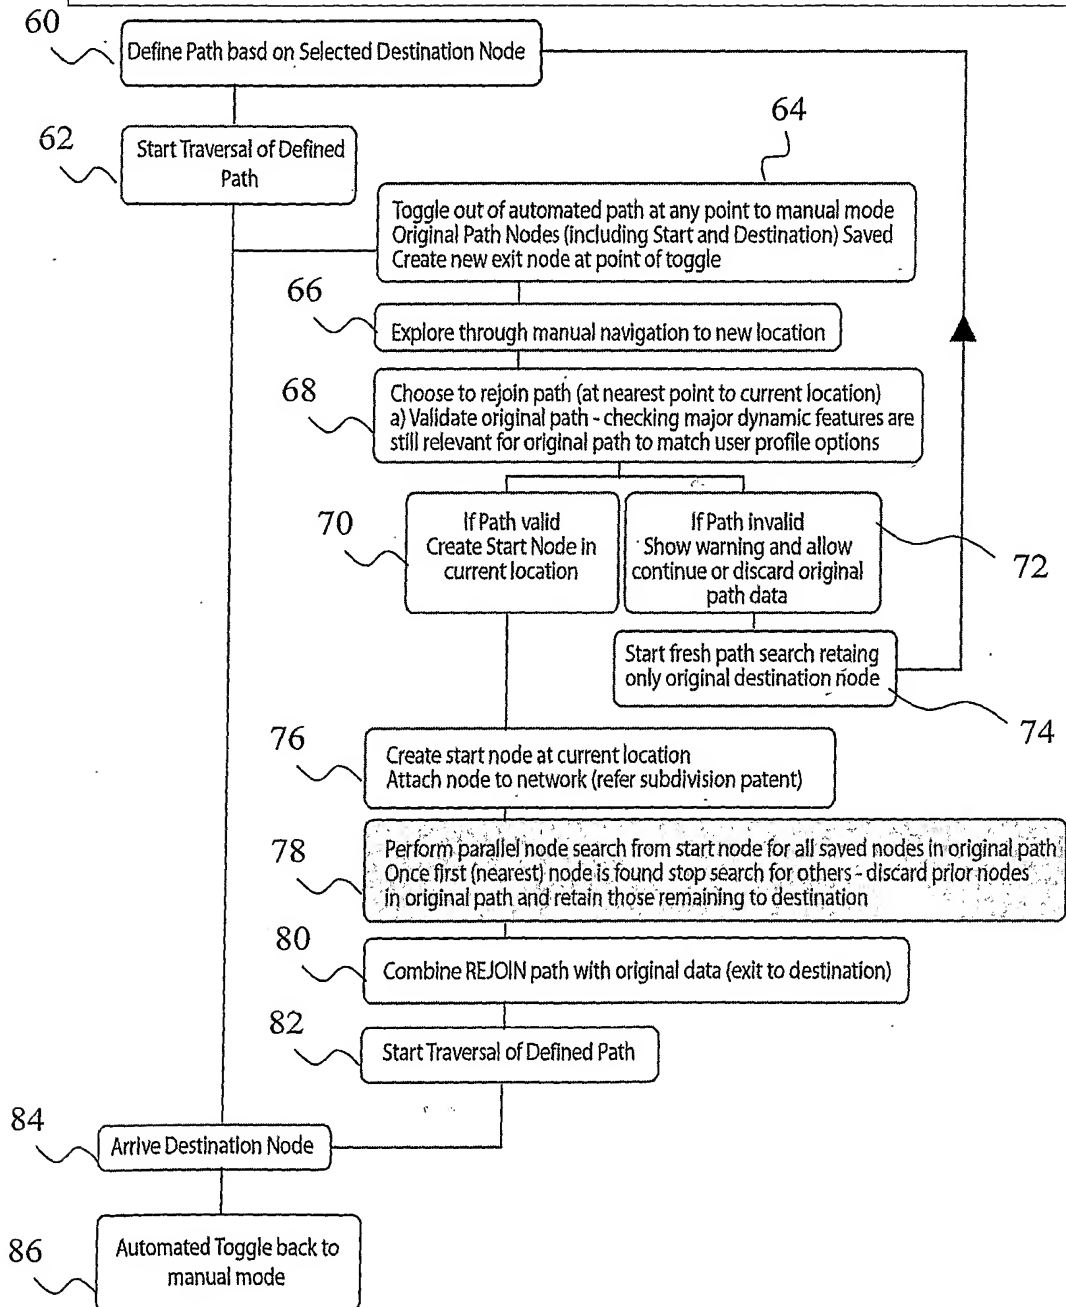 60
Define Path basd on Selected Destination Node
62
Start Traversal of Defined
Path
64
Toggle out of automated path at any point to manual mode
Original Path Nodes (including Start and Destination) Saved
Create new exit node at point of toggle
66
Explore through manual navigation to new location
68
Choose to rejoin path (at nearest point to current location)
a) Validate original path - checking major dynamic features are
still relevant for original path to match user profile options
70
If Path valid
Create Start Node in
current location
If Path invalid
Show warning and allow
continue or discard original
path data
72
Start fresh path search retaing
only original destination node
74
76
Create start node at current location
Attach node to network (refer subdivision patent)
78
Perform parallel node search from start node for all saved nodes in original path
Once first (nearest) node is found stop search for others - discard prior nodes
in original path and retain those remaining to destination
80
Combine REJOIN path with original data (exit to destination)
82
Start Traversal of Defined Path
84
Arrive Destination Node
86
Automated Toggle back to
manual mode